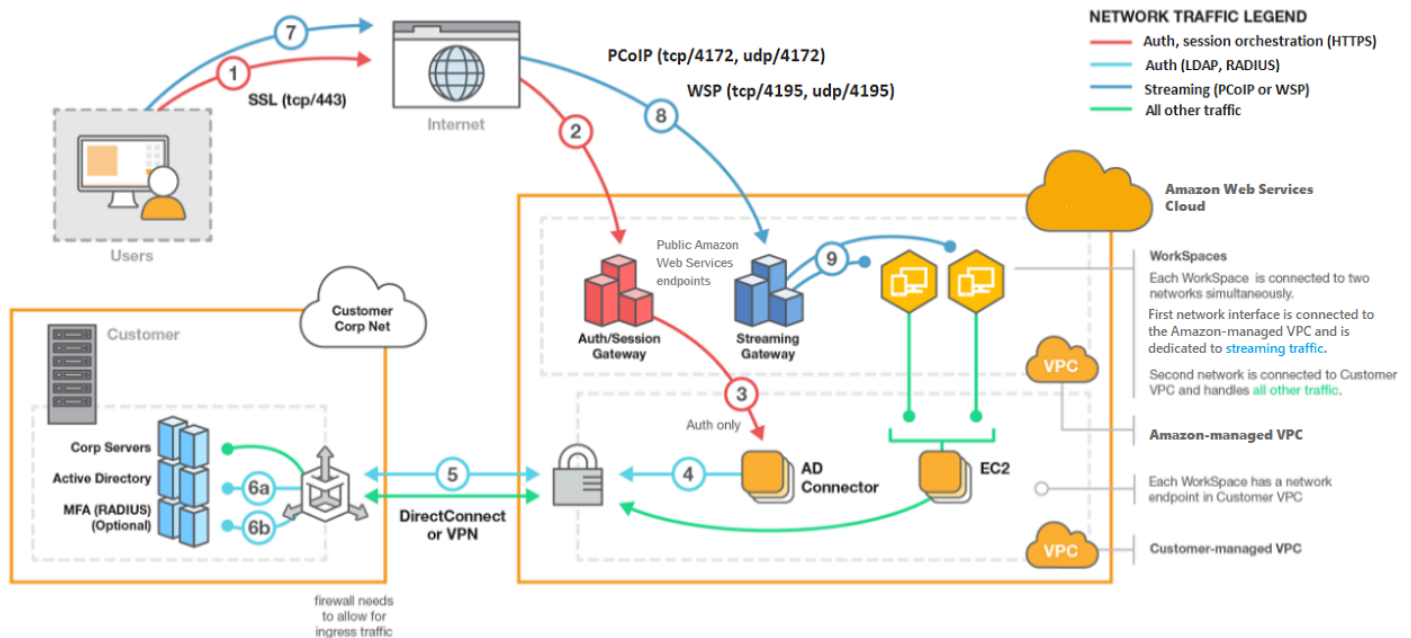 NETWORK TRAFFIC LEGEND
Auth, session orchestration (HTTPS)
Auth (LDAP, RADIUS)
Streaming (PCoIP or WSP)
All other traffic
7
1
SSL (tcp/443)
Internet
PCoIP (tcp/4172, udp/4172)
WSP (tcp/4195, udp/4195)
2
8
Users
Amazon Web Services
Cloud
Public Amazon
Web Services
endpoints
9
Auth/Session
Gateway
Streaming
Gateway
WorkSpaces
Each WorkSpace is connected to two
networks simultaneously.
First network interface is connected to
the Amazon-managed VPC and is
dedicated to streaming traffic.
Second network is connected to Customer
VPC and handles all other traffic.
VPC
Amazon-managed VPC
Customer
Customer
Corp Net
3
Auth only
Corp Servers
Active Directory
MFA (RADIUS)
(Optional)
6a
6b
5
DirectConnect
or VPN
4
AD
Connector
EC2
Each WorkSpace has a network
endpoint in Customer VPC
VPC
Customer-managed VPC
firewall needs
to allow for
ingress traffic